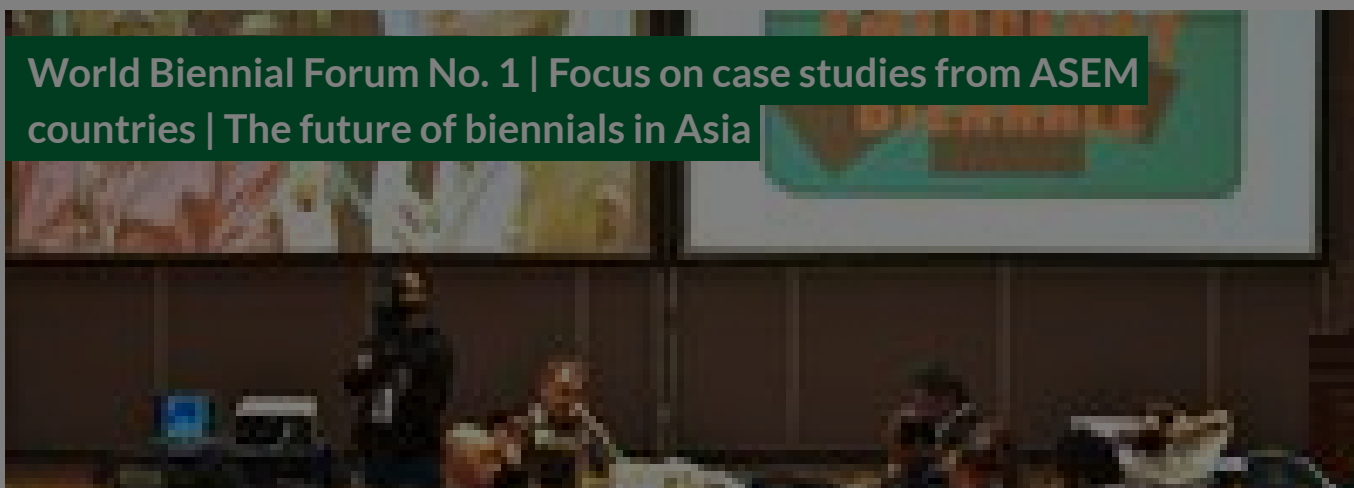 World Biennial Forum No. 1 | Focus on case studies from ASEM
countries | The future of biennials in Asia